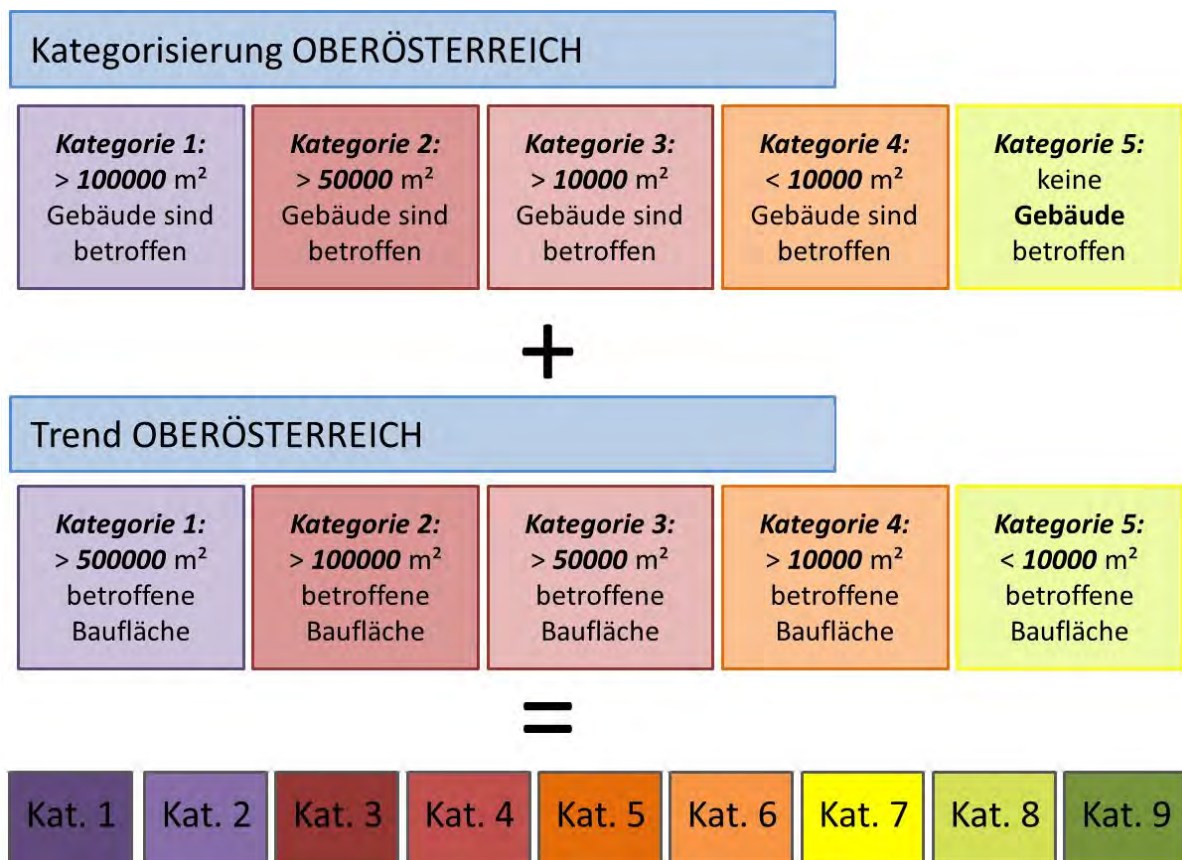 Kategorisierung OBERÖSTERREICH
Kategorie 1:
> 100000 m²
Gebäude sind
betroffen
Kategorie 2:
> 50000 m²
Gebäude sind
betroffen
Kategorie 3:
> 10000 m²
Gebäude sind
betroffen
Kategorie 4:
< 10000 m²
Gebäude sind
betroffen
Kategorie 5:
keine
Gebäude
betroffen
+
Trend OBERÖSTERREICH
Kategorie 1:
> 500000 m²
betroffene
Baufläche
Kategorie 2:
> 100000 m²
betroffene
Baufläche
Kategorie 3:
> 50000 m²
betroffene
Baufläche
Kategorie 4:
> 10000 m²
betroffene
Baufläche
Kategorie 5:
< 10000 m²
betroffene
Baufläche
=
Kat. 1 Kat. 2 Kat. 3 Kat. 4 Kat. 5 Kat. 6 Kat. 7 Kat. 8 Kat. 9